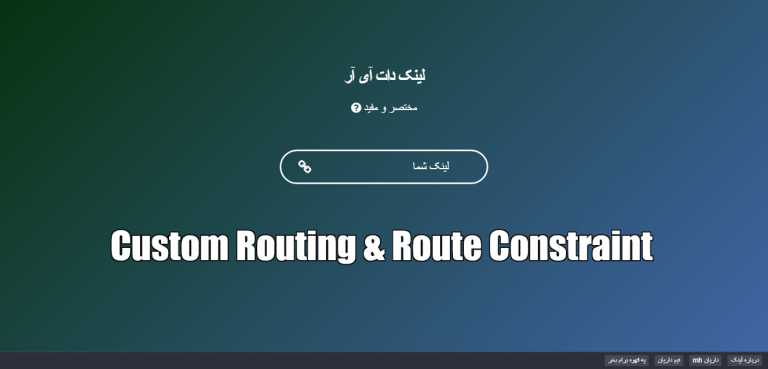 لینک دات آی آر
مختصر و مفید
لینک شما
Custom Routing & Route Constraint
درباره لینک
داریان mh
تیم داریان
یه قهوه برام بخر